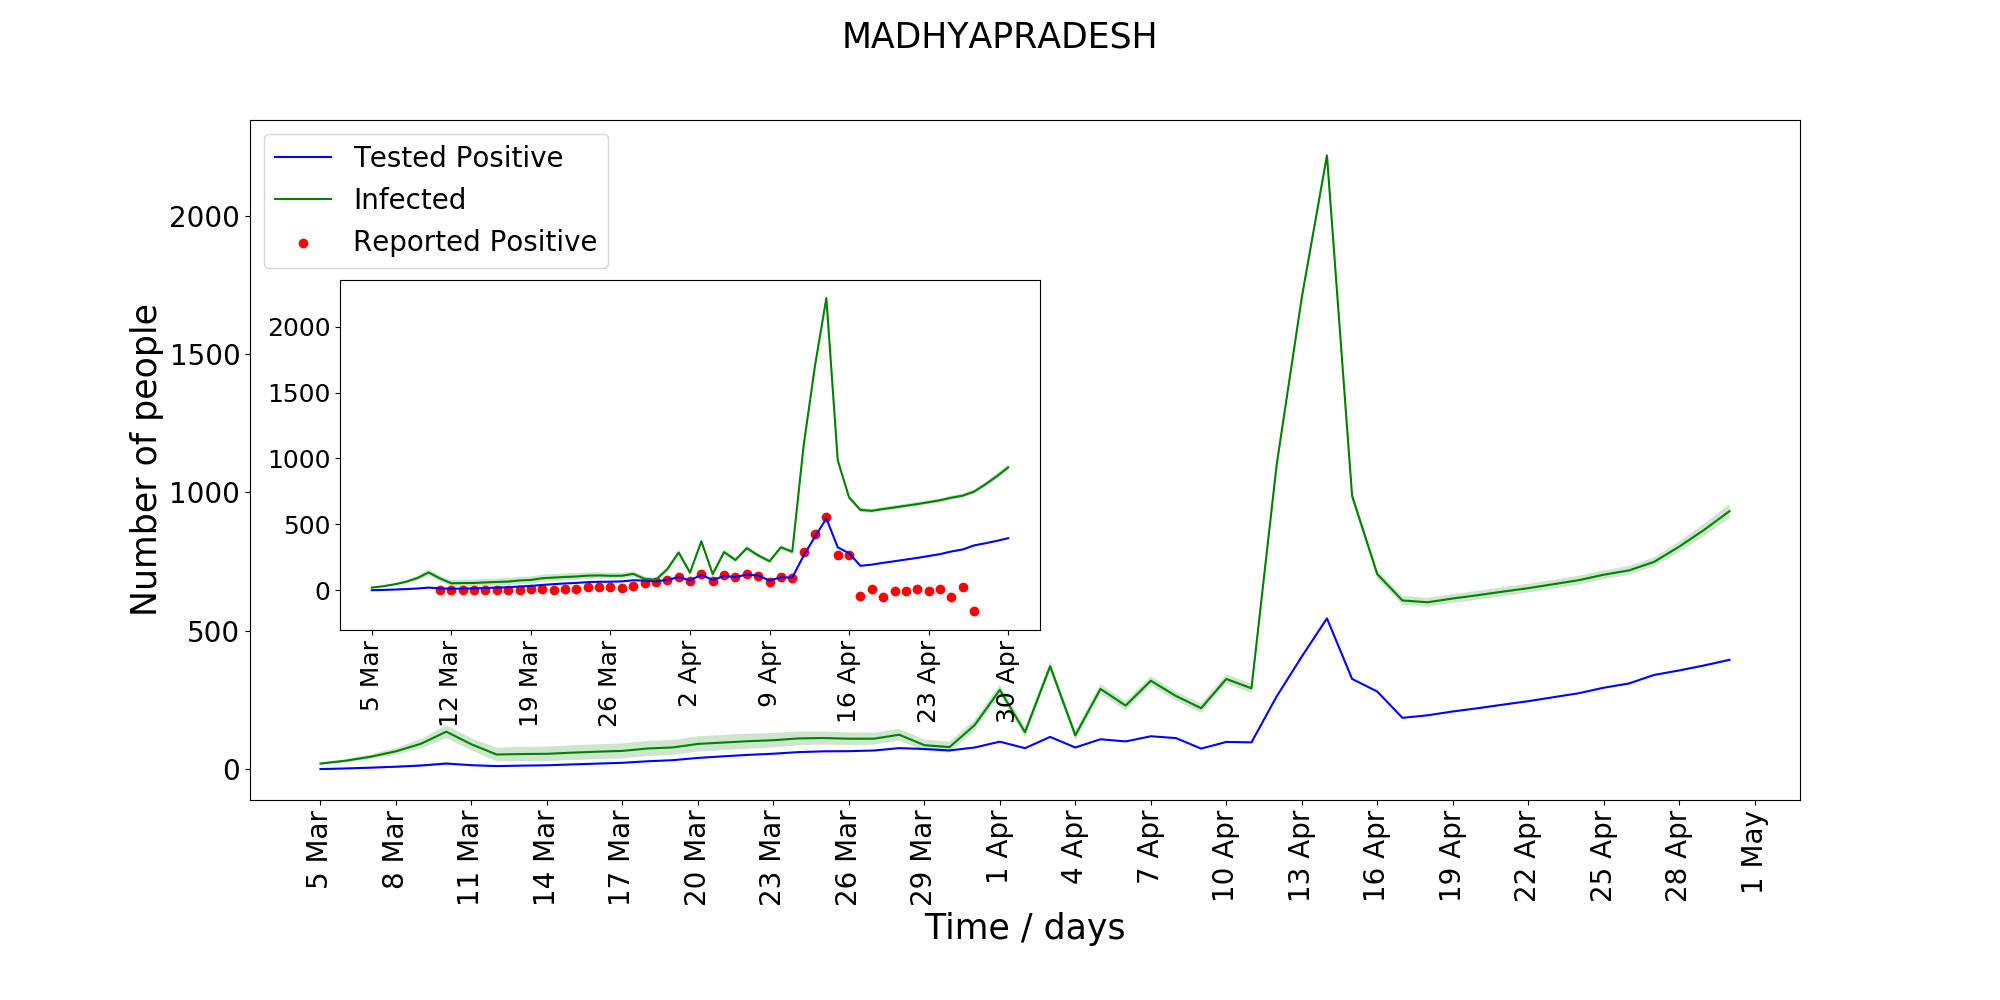 MADHYAPRADESH
Tested Positive
Infected
Reported Positive
Number of people
2000
1500
1000
500
0
2000
1500
1000
500
0
5 Mar
12 Mar
19 Mar
26 Mar
2 Apr
9 Apr
16 Apr
23 Apr
30 Apr
5 Mar
8 Mar
11 Mar
14 Mar
17 Mar
20 Mar
23 Mar
26 Mar
29 Mar
1 Apr
4 Apr
7 Apr
10 Apr
13 Apr
16 Apr
19 Apr
22 Apr
25 Apr
28 Apr
1 May
Time / days